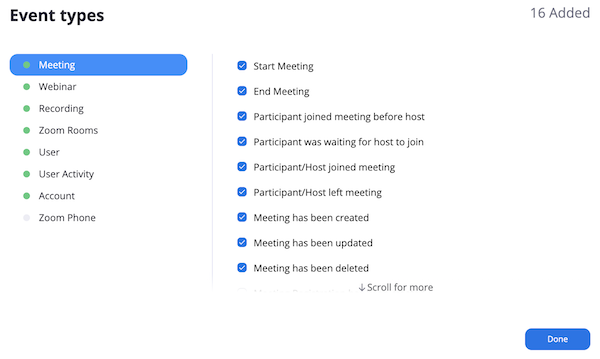 Event types
16 Added
Meeting
Webinar
Recording
Zoom Rooms
User
User Activity
Account
Zoom Phone
Start Meeting
End Meeting
Participant joined meeting before host
Participant was waiting for host to join
Participant/Host joined meeting
Participant/Host left meeting
Meeting has been created
Meeting has been updated
Meeting has been deleted
↓Scroll for more
Done